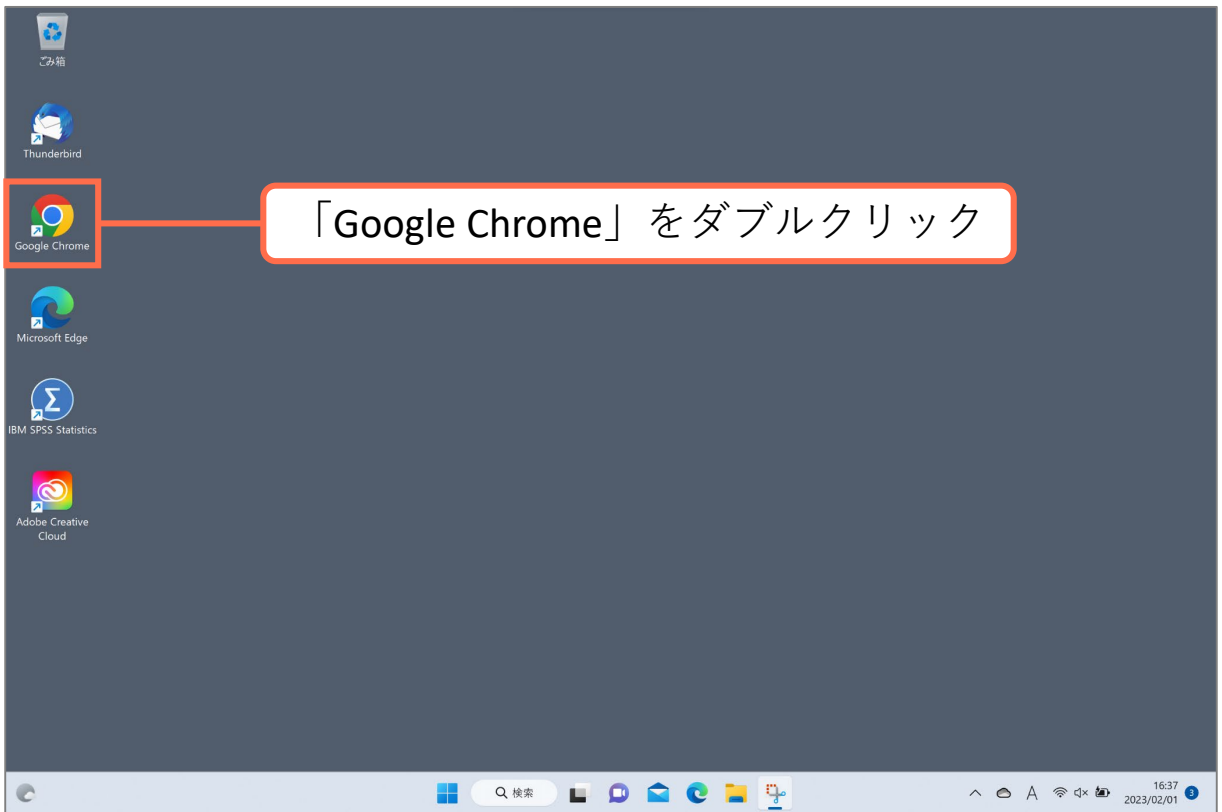 ごみ箱
Thunderbird
Google Chrome
「Google Chrome」をダブルクリック
Microsoft Edge
IBM SPSS Statistics
Adobe Creative
Cloud
検索
A
16:37
2023/02/01
3